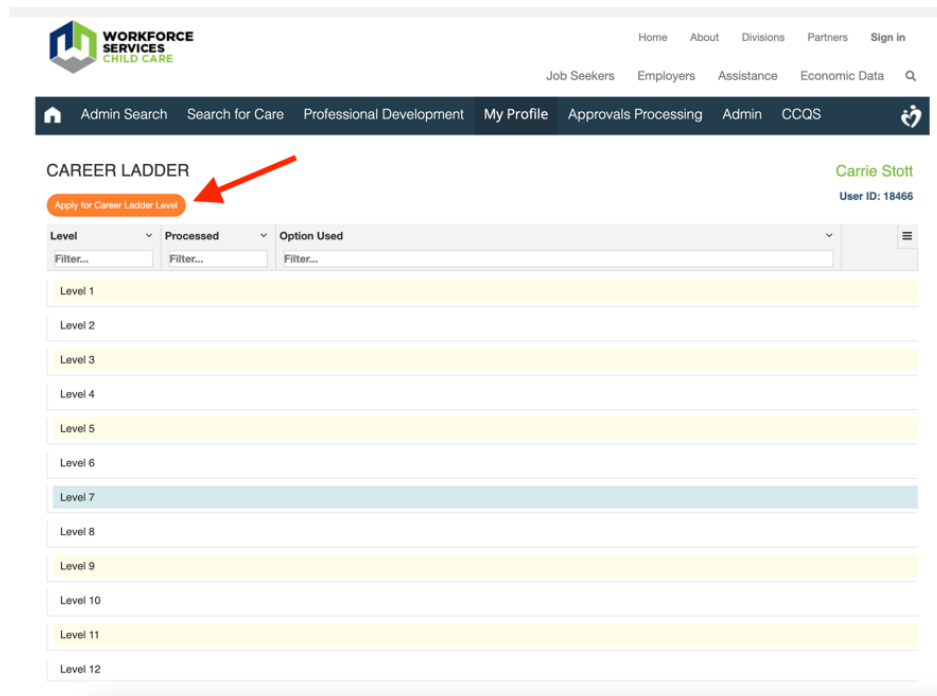 WORKFORCE
SERVICES
CHILD CARE
Home About Divisions Partners Sign in
Job Seekers Employers Assistance Economic Data
Admin Search Search for Care Professional Development My Profile Approvals Processing Admin CCQS
CAREER LADDER
Carrie Stott
Apply for Career Ladder Level
User ID: 18466
Level Processed Option Used
Filter... Filter... Filter...
Level 1
Level 2
Level 3
Level 4
Level 5
Level 6
Level 7
Level 8
Level 9
Level 10
Level 11
Level 12